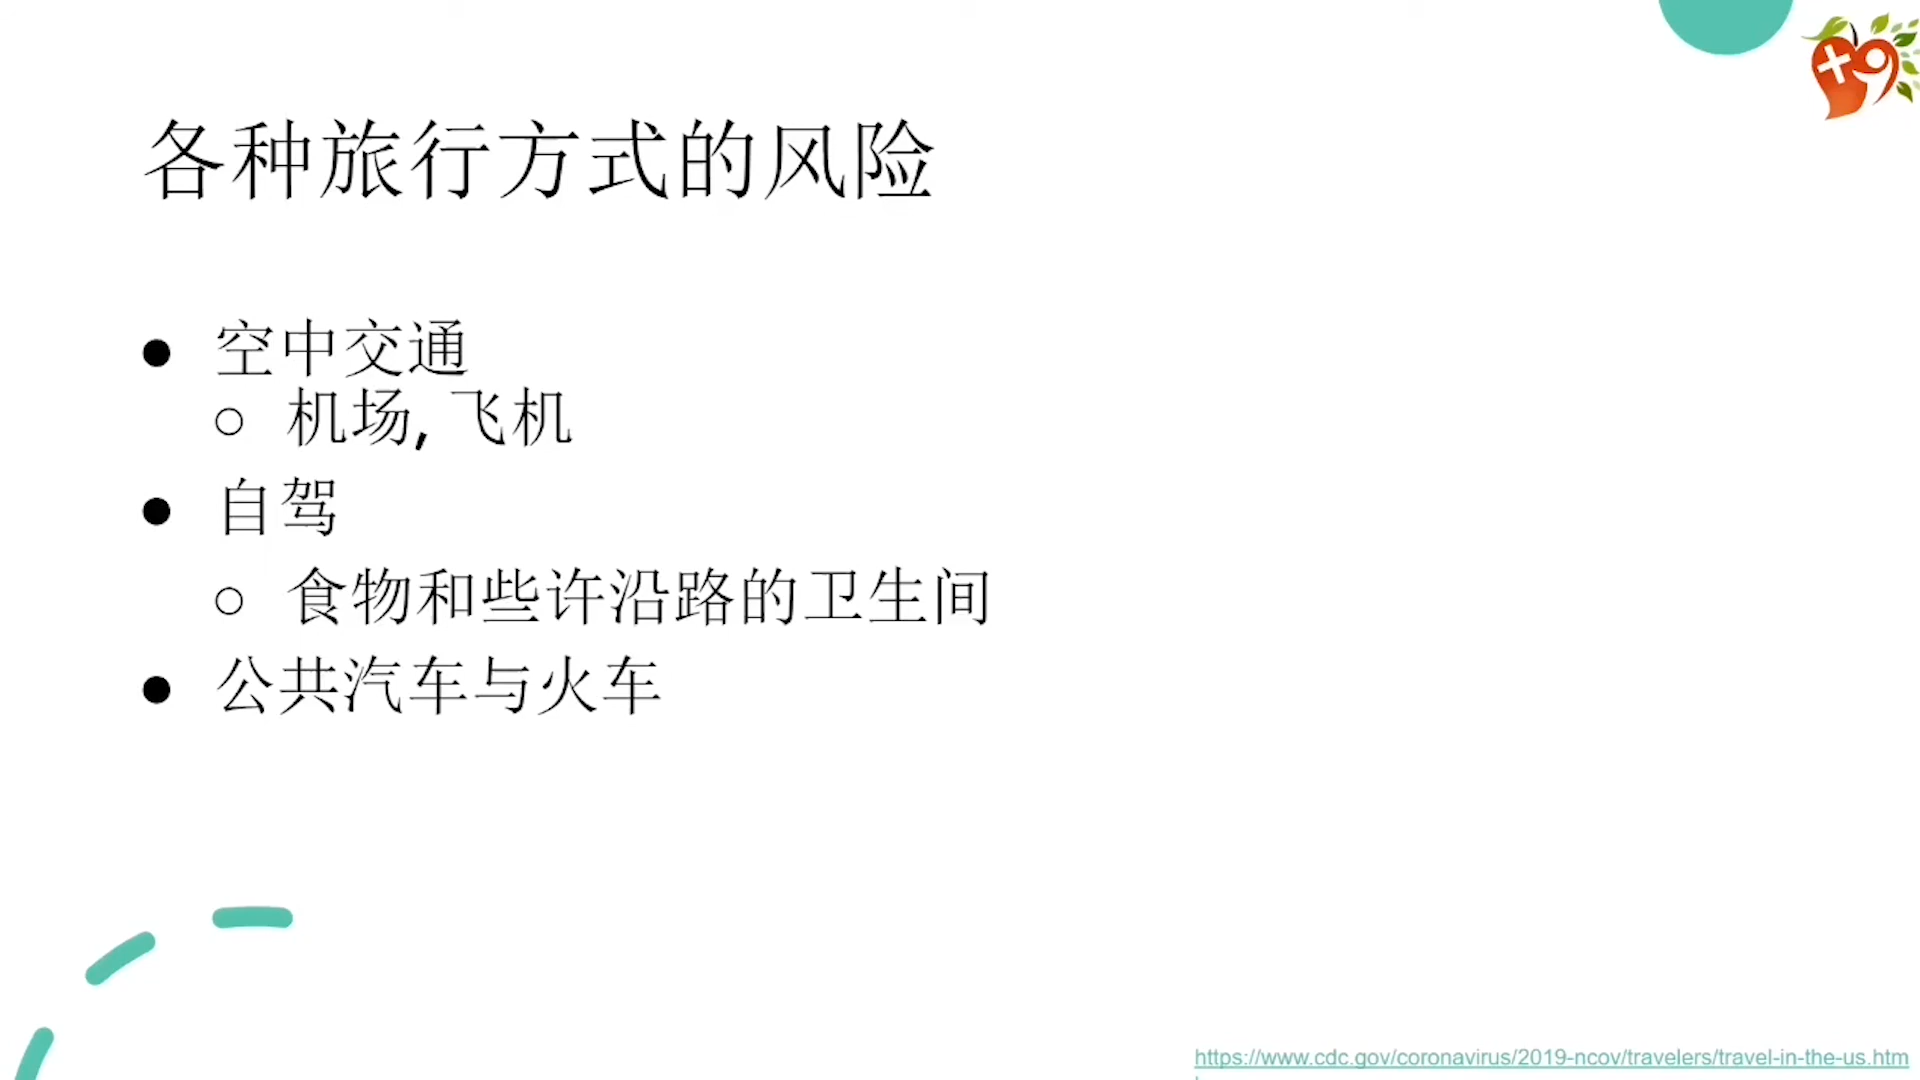 各种旅行方式的风险
● 空中交通
○ 机场, 飞机
● 自驾
○ 食物和些许沿路的卫生间
● 公共汽车与火车
https://www.cdc.gov/coronavirus/2019-ncov/travelers/travel-in-the-us.htm